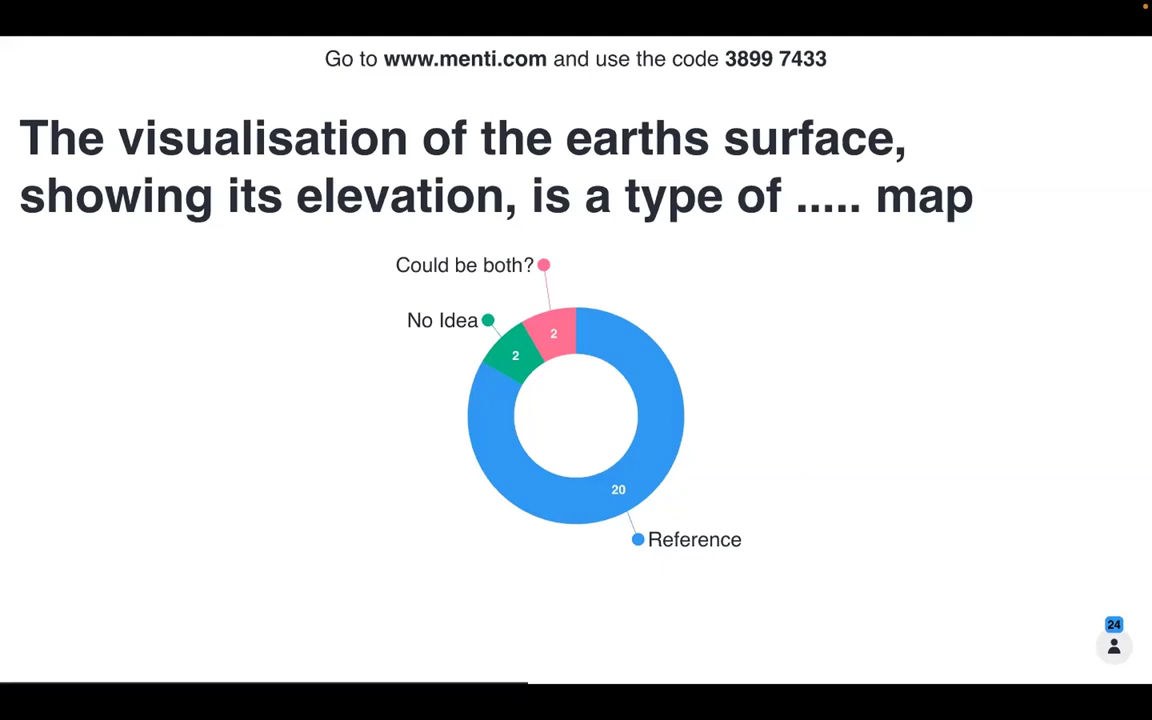 Go to www.menti.com and use the code 3899 7433
The visualisation of the earths surface,
showing its elevation, is a type of ..... map
Could be both?
No Idea
2
2
20
Reference
24